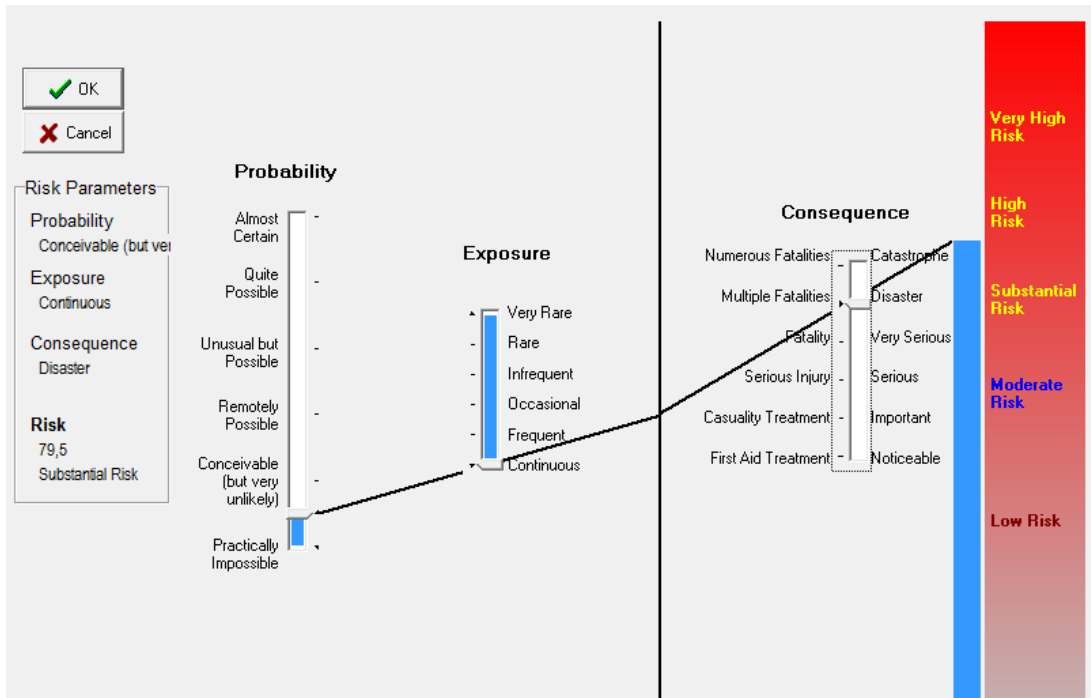 OK
Cancel
Risk Parameters
Probability
Conceivable (but ver
Exposure
Continuous
Consequence
Disaster
Risk
79,5
Substantial Risk
Probability
Almost
Certain
Quite
Possible
Unusual but
Possible
Remotely
Possible
Conceivable
(but very
unlikely)
Practically
Impossible
Exposure
Very Rare
Rare
Infrequent
Occasional
Frequent
Continuous
Consequence
Numerous Fatalities
Catastrophe
Multiple Fatalities
Disaster
Fatality
Very Serious
Serious Injury
Serious
Casuality Treatment
Important
First Aid Treatment
Noticeable
Very High
Risk
High
Risk
Substantial
Risk
Moderate
Risk
Low Risk